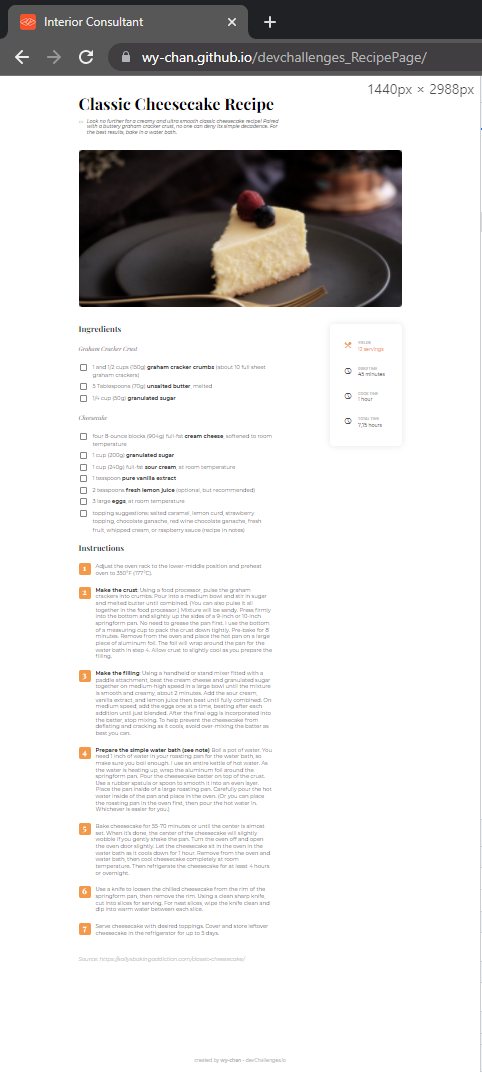 Interior Consultant
wy-chan.github.io/devchallenges_RecipePage/
1440px × 2988px
Classic Cheesecake Recipe
Look no further for a creamy and ultra smooth classic cheesecake recipe! Paired
with a buttery graham cracker crust, no one can deny its simple decadence. For
the best results, bake in a water bath.
Ingredients
Graham Cracker Crust
1 and 1/2 cups (150g) graham cracker crumbs (about 10 full sheet
graham crackers)
5 Tablespoons (70g) unsalted butter, melted
1/4 cup (50g) granulated sugar
Cheesecake
four 8-ounce blocks (904g) full-fat cream cheese, softened to room
temperature
1 cup (200g) granulated sugar
1 cup (240g) full-fat sour cream, at room temperature
1 teaspoon pure vanilla extract
2 teaspoons fresh lemon juice (optional, but recommended)
3 large eggs, at room temperature
topping suggestions: salted caramel, lemon curd, strawberry
topping, chocolate ganache, red wine chocolate ganache, fresh
fruit, whipped cream, or raspberry sauce (recipe in notes)
YIELDS
12 servings
PREP TIME
45 minutes
COOK TIME
1 hour
TOTAL TIME
7,75 hours
Instructions
1 Adjust the oven rack to the lower-middle position and preheat
oven to 350°F (177°C).
2 Make the crust: Using a food processor, pulse the graham
crackers into crumbs. Pour into a medium bowl and stir in sugar
and melted butter until combined. (You can also pulse it all
together in the food processor.) Mixture will be sandy. Press firmly
into the bottom and slightly up the sides of a 9-inch or 10-inch
springform pan. No need to grease the pan first. I use the bottom
of a measuring cup to pack the crust down tightly. Pre-bake for 8
minutes. Remove from the oven and place the hot pan on a large
piece of aluminum foil. The foil will wrap around the pan for the
water bath in step 4. Allow crust to slightly cool as you prepare the
filling.
3 Make the filling: Using a handheld or stand mixer fitted with a
paddle attachment, beat the cream cheese and granulated sugar
together on medium-high speed in a large bowl until the mixture
is smooth and creamy, about 2 minutes. Add the sour cream,
vanilla extract, and lemon juice then beat until fully combined. On
medium speed, add the eggs one at a time, beating after each
addition until just blended. After the final egg is incorporated into
the batter, stop mixing. To help prevent the cheesecake from
deflating and cracking as it cools, avoid over-mixing the batter as
best you can.
4 Prepare the simple water bath (see note): Boil a pot of water. You
need 1 inch of water in your roasting pan for the water bath, so
make sure you boil enough. I use an entire kettle of hot water. As
the water is heating up, wrap the aluminum foil around the
springform pan. Pour the cheesecake batter on top of the crust.
Use a rubber spatula or spoon to smooth it into an even layer.
Place the pan inside of a large roasting pan. Carefully pour the hot
water inside of the pan and place in the oven. (Or you can place
the roasting pan in the oven first, then pour the hot water in.
Whichever is easier for you.)
5 Bake cheesecake for 55-70 minutes or until the center is almost
set. When it's done, the center of the cheesecake will slightly
wobble if you gently shake the pan. Turn the oven off and open
the oven door slightly. Let the cheesecake sit in the oven in the
water bath as it cools down for 1 hour. Remove from the oven and
water bath, then cool cheesecake completely at room
temperature. Then refrigerate the cheesecake for at least 4 hours
or overnight.
6 Use a knife to loosen the chilled cheesecake from the rim of the
springform pan, then remove the rim. Using a clean sharp knife,
cut into slices for serving. For neat slices, wipe the knife clean and
dip into warm water between each slice.
7 Serve cheesecake with desired toppings. Cover and store leftover
cheesecake in the refrigerator for up to 5 days.
Source: https://sallysbakingaddiction.com/classic-cheesecake/
created by wy-chan - devChallenges.io